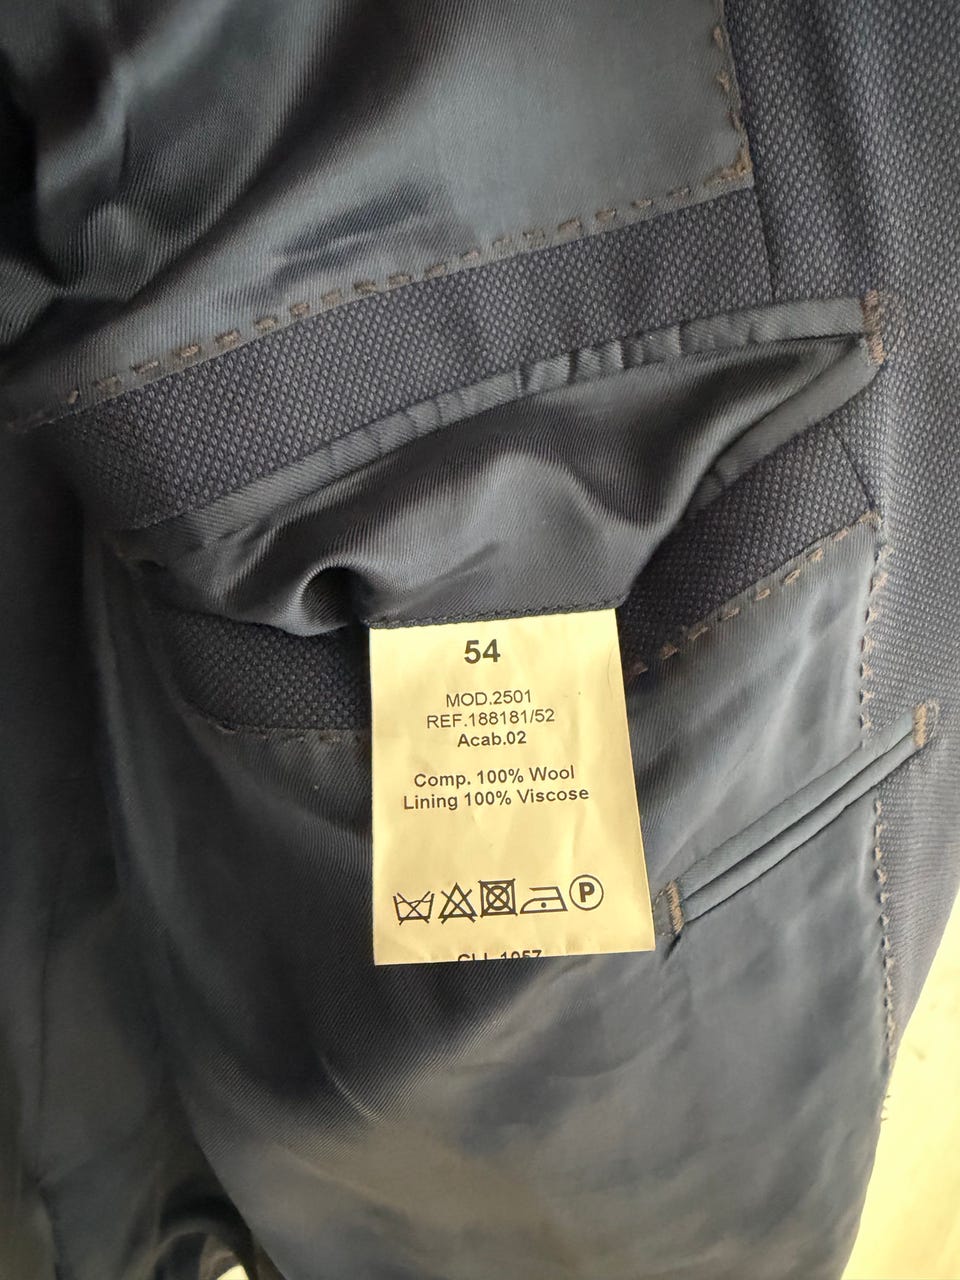 54
MOD.2501
REF.188181/52
Acab.02
Comp. 100% Wool
Lining 100% Viscose
P